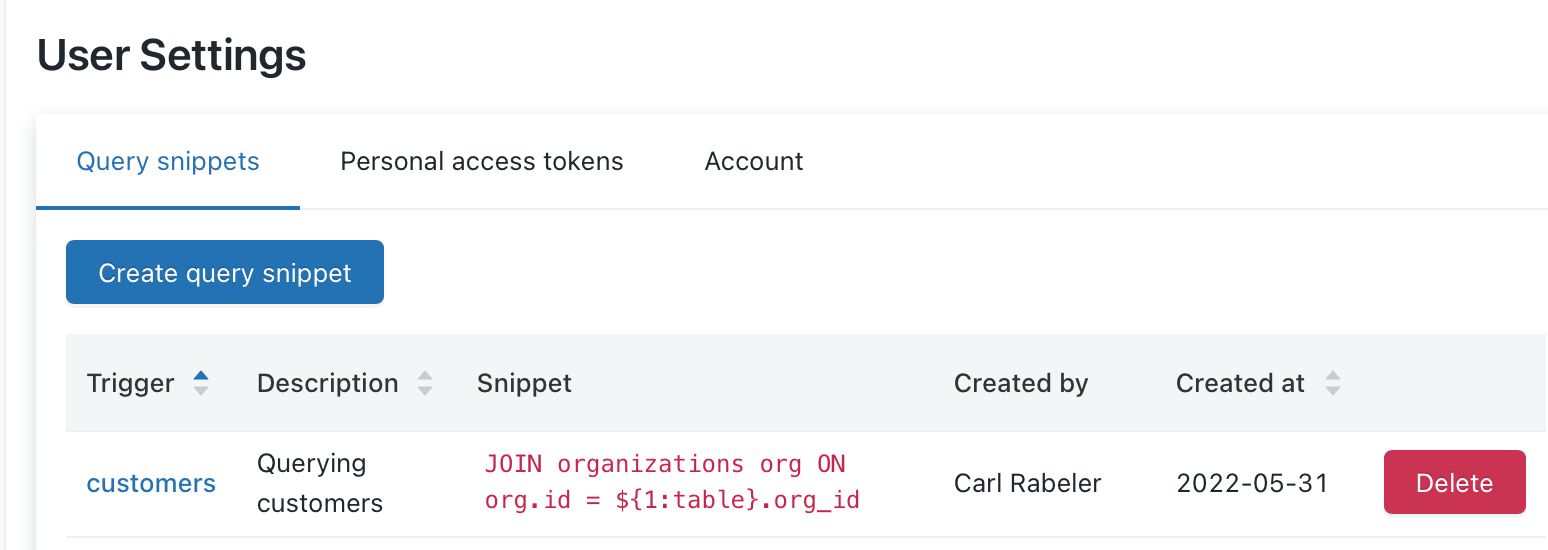 User Settings
Query snippets Personal access tokens Account
Create query snippet
Trigger Description Snippet Created by Created at
customers Querying customers JOIN organizations org ON org.id = ${1:table}.org_id Carl Rabeler 2022-05-31 Delete